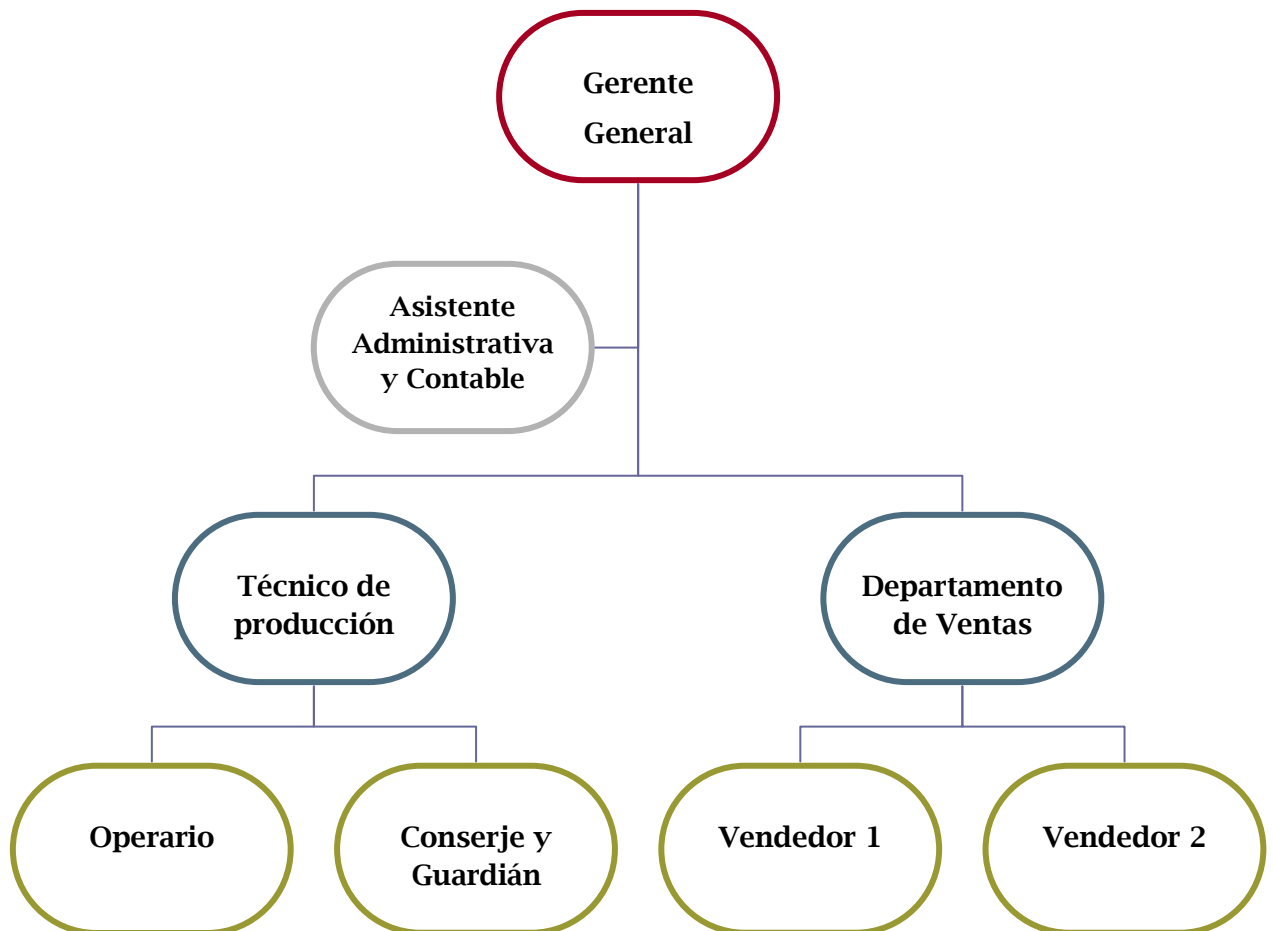 Gerente
General
Asistente
Administrativa
y Contable
Técnico de
producción
Departamento
de Ventas
Operario
Conserje y
Guardián
Vendedor 1
Vendedor 2